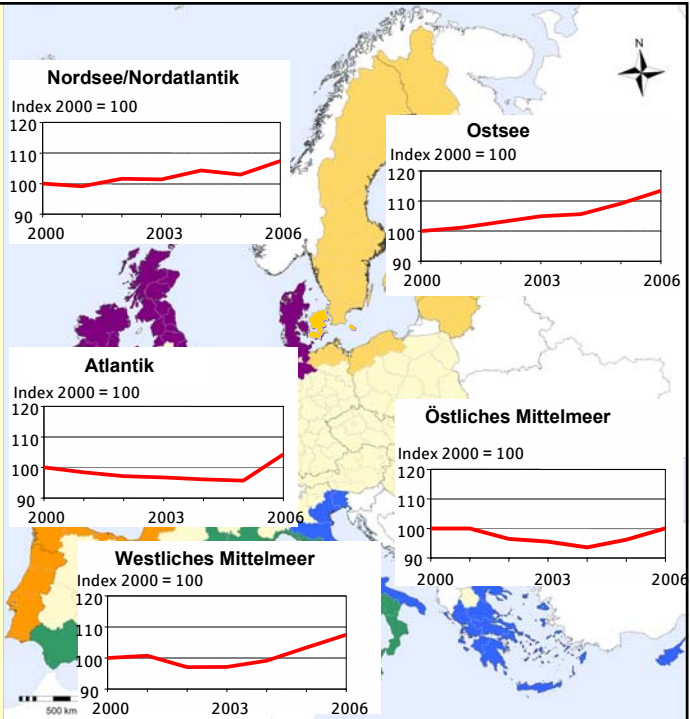 N
Nordsee/Nordatlantik
Index 2000 = 100
120
110
100
90
2000 2003 2006
Ostsee
Index 2000 = 100
120
110
100
90
2000 2003 2006
Atlantik
Index 2000 = 100
120
110
100
90
2000 2003 2006
Östliches Mittelmeer
Index 2000 = 100
120
110
100
90
2000 2003 2006
Westliches Mittelmeer
Index 2000 = 100
120
110
100
90
2000 2003 2006
500 km